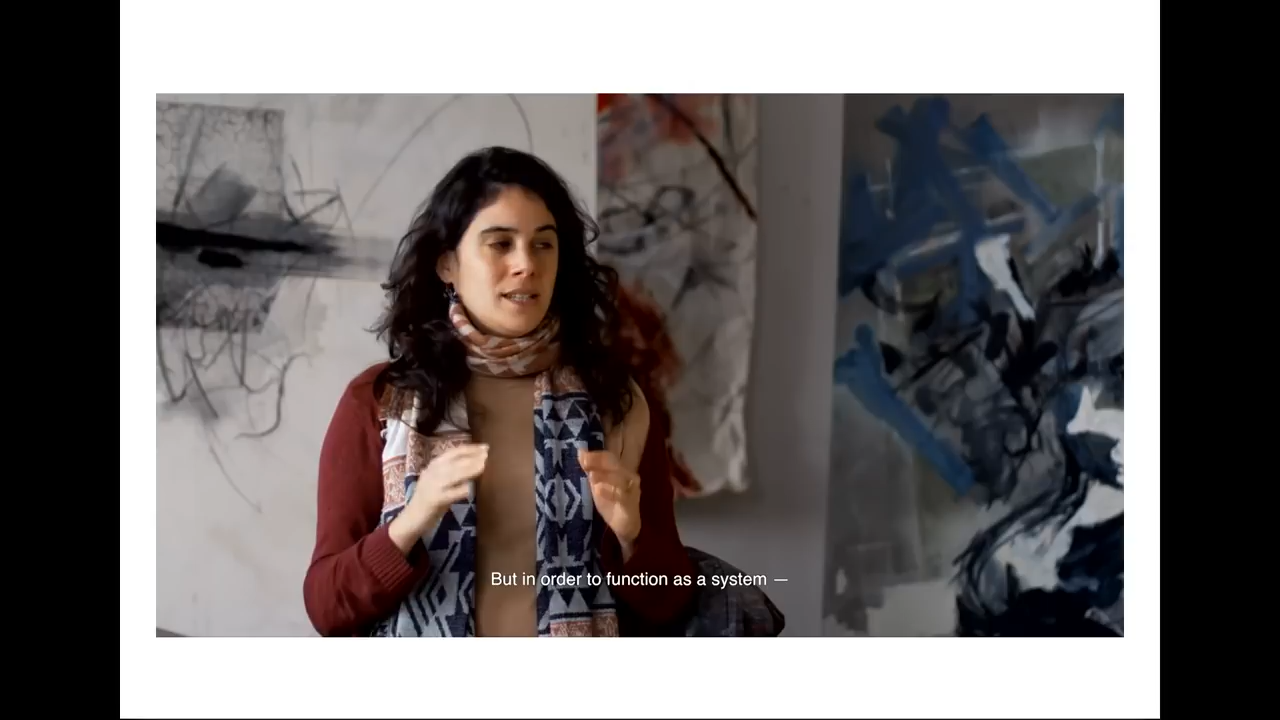 But in order to function as a system —